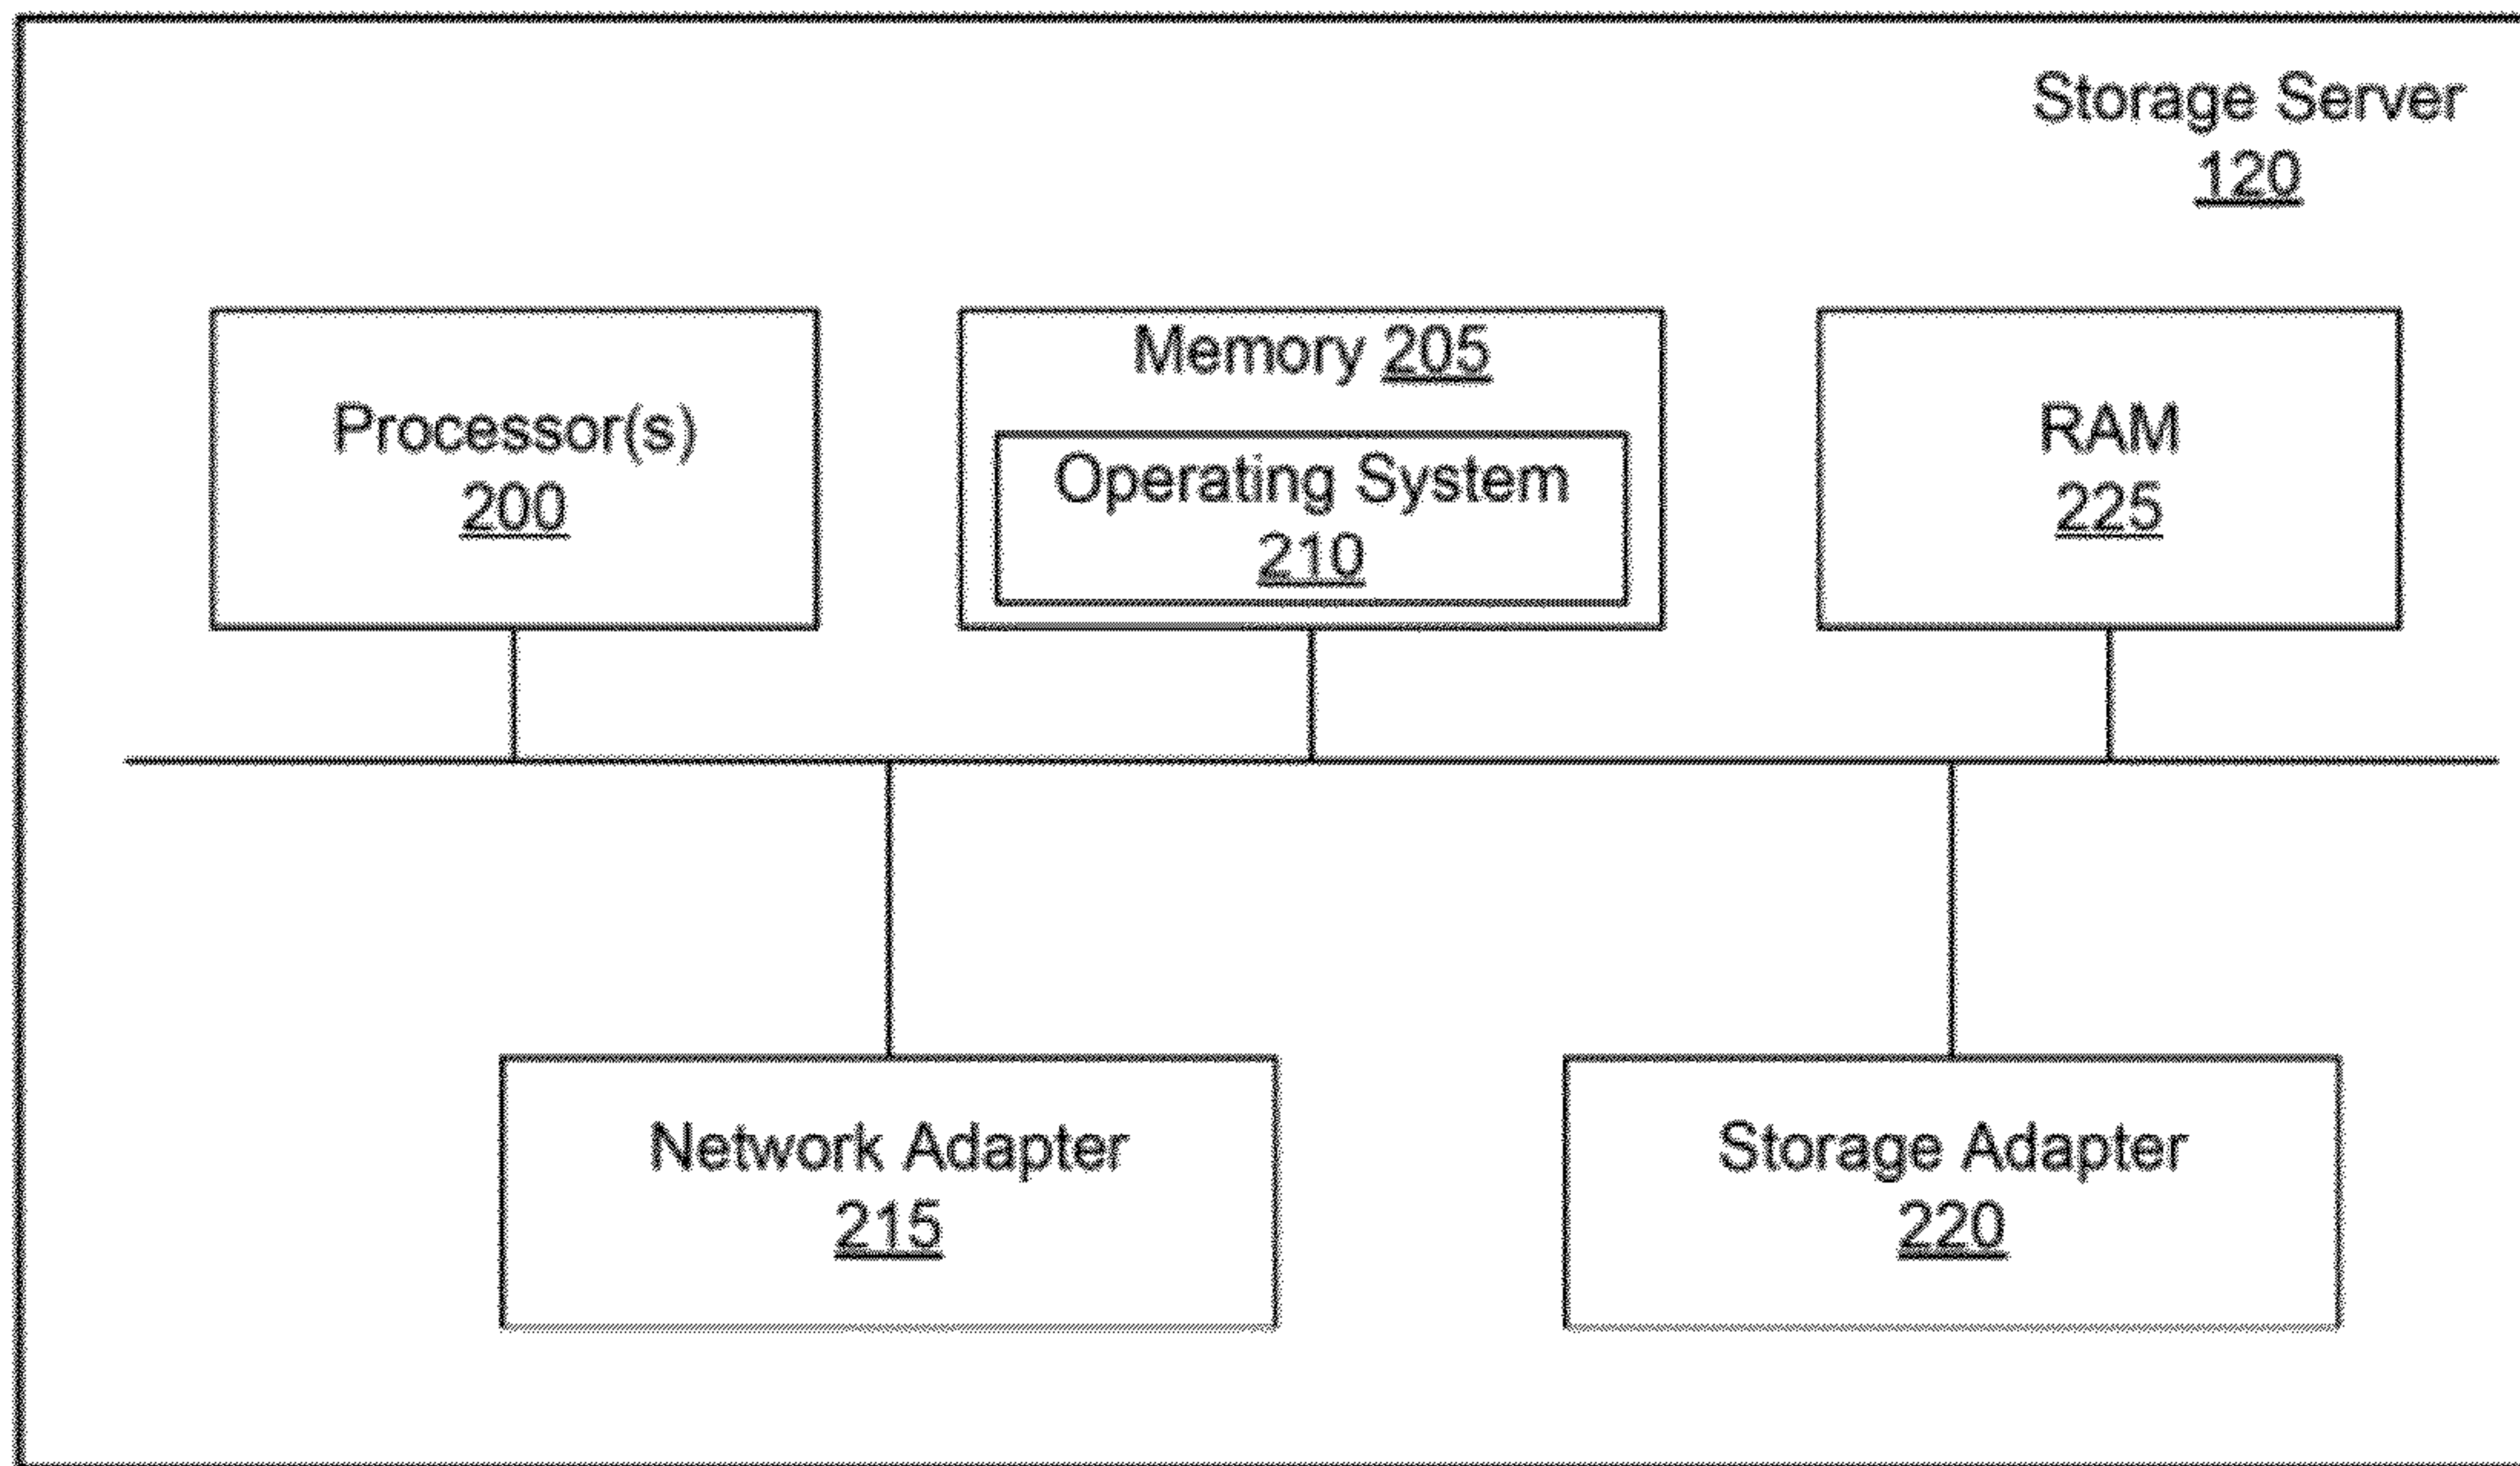 Storage Server
120
Processor(s)
200
Memory 205
Operating System
210
RAM
225
Network Adapter
215
Storage Adapter
220